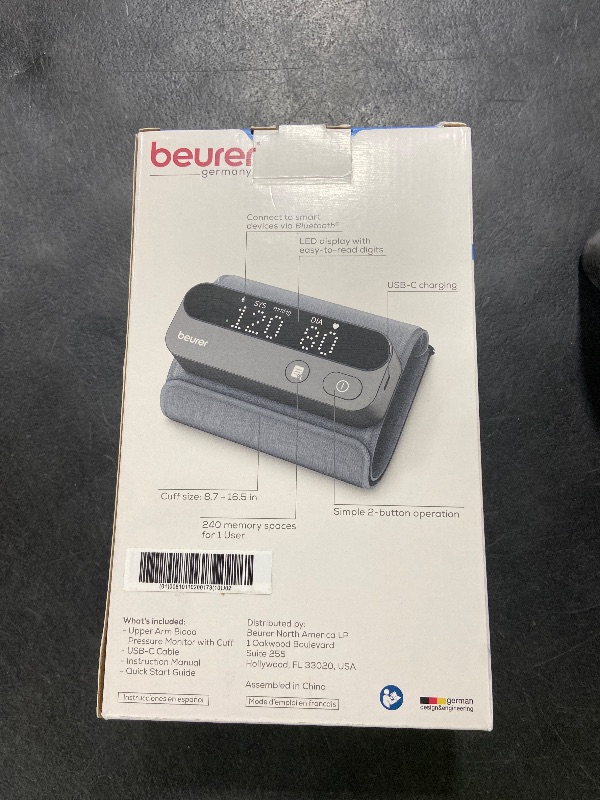 beurer
germany
Connect to smart
devices via Bluetooth®
LED display with
easy-to-read digits
USB-C charging
SYS mmHg
DIA
120 80
beurer
Cuff size: 8.7 - 16.5 in
Simple 2-button operation
240 memory spaces
for 1 User
What's included:
- Upper Arm Blood
Pressure Monitor with Cuff
- USB-C Cable
- Instruction Manual
- Quick Start Guide
Distributed by:
Beurer North America LP
1 Oakwood Boulevard
Suite 255
Hollywood, FL 33020, USA
Assembled in China
Instrucciones en español
Mode d'emploi en francais
german
design&engineering